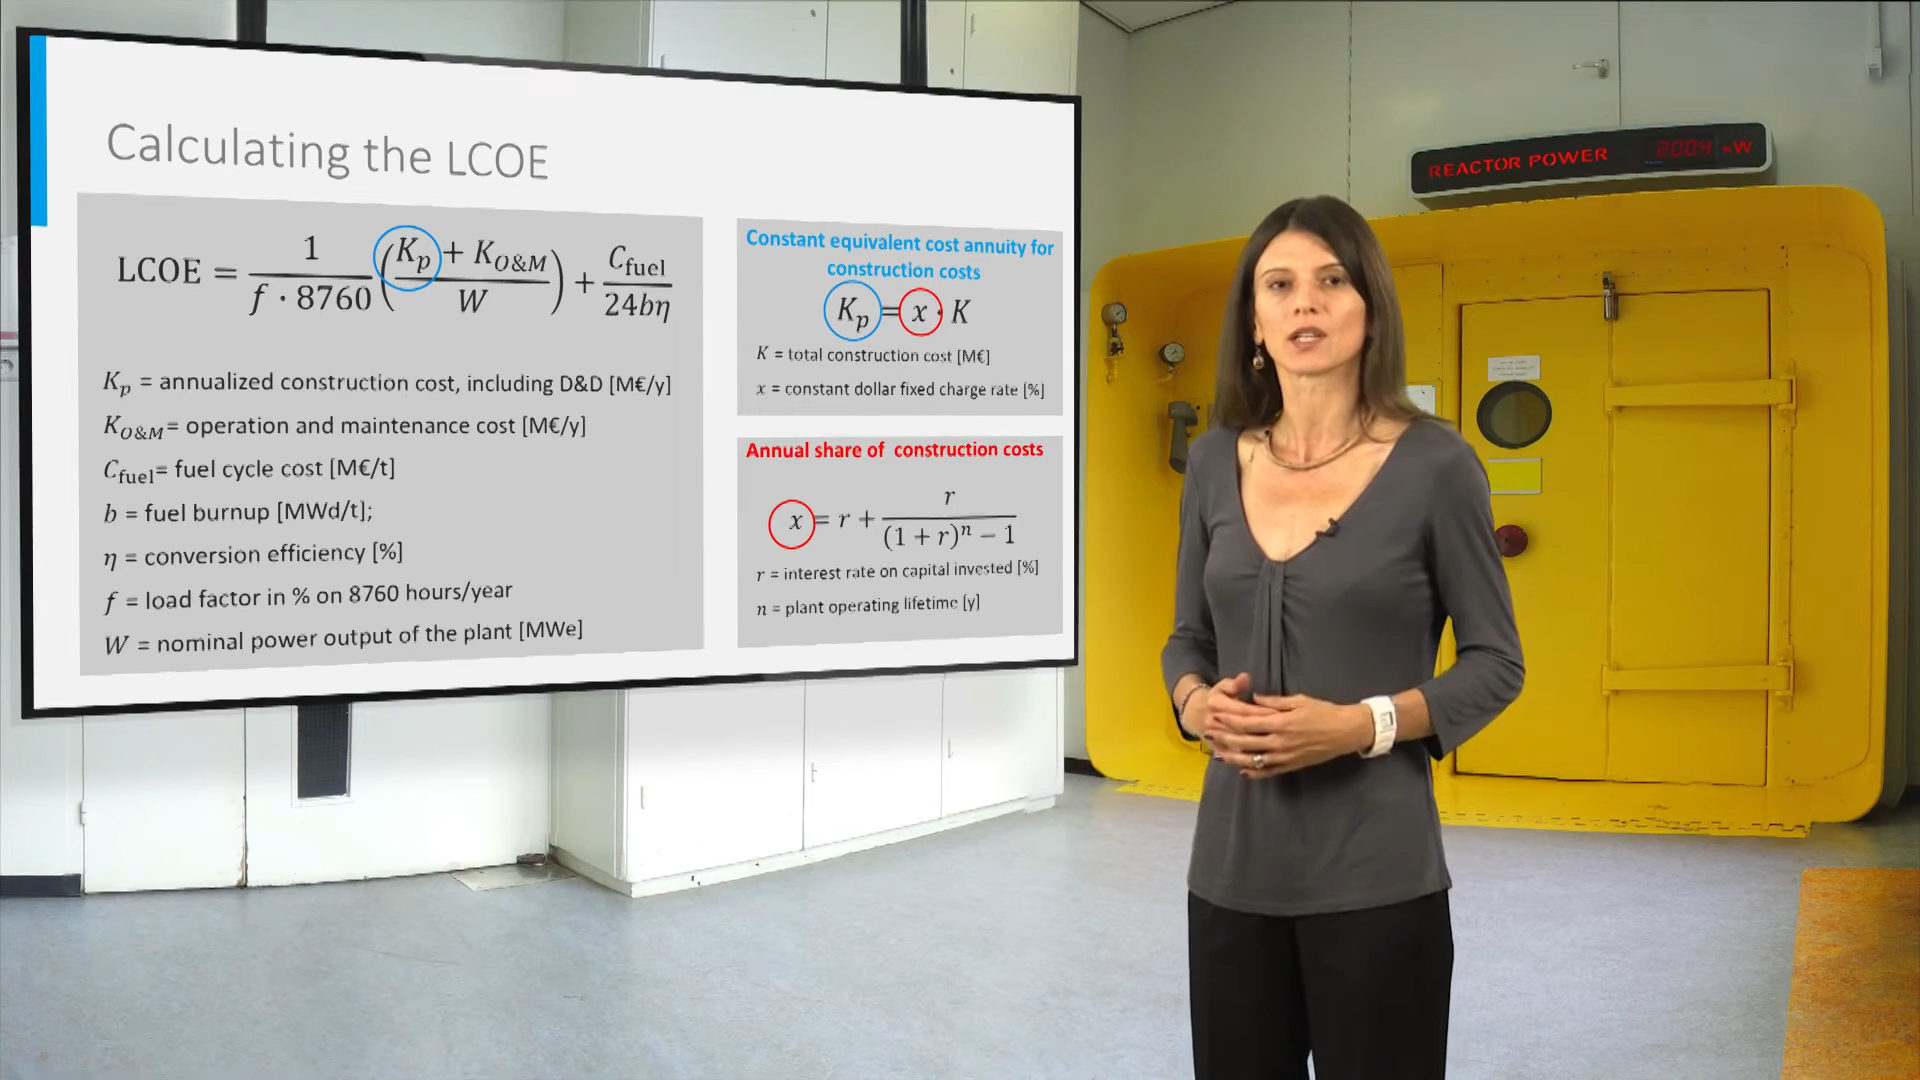 Calculating the LCOE
LCOE = 1 / (f · 8760) ((K_p + K_O&M) / W) + C_fuel / (24bη)
K_p = annualized construction cost, including D&D [M€/y]
K_O&M = operation and maintenance cost [M€/y]
C_fuel = fuel cycle cost [M€/t]
b = fuel burnup [MWd/t];
η = conversion efficiency [%]
f = load factor in % on 8760 hours/year
W = nominal power output of the plant [MWe]
Constant equivalent cost annuity for
construction costs
K_p = x · K
K = total construction cost [M€]
x = constant dollar fixed charge rate [%]
Annual share of construction costs
x = r + r / ((1 + r)^n − 1)
r = interest rate on capital invested [%]
n = plant operating lifetime [y]
REACTOR POWER 2004 kW